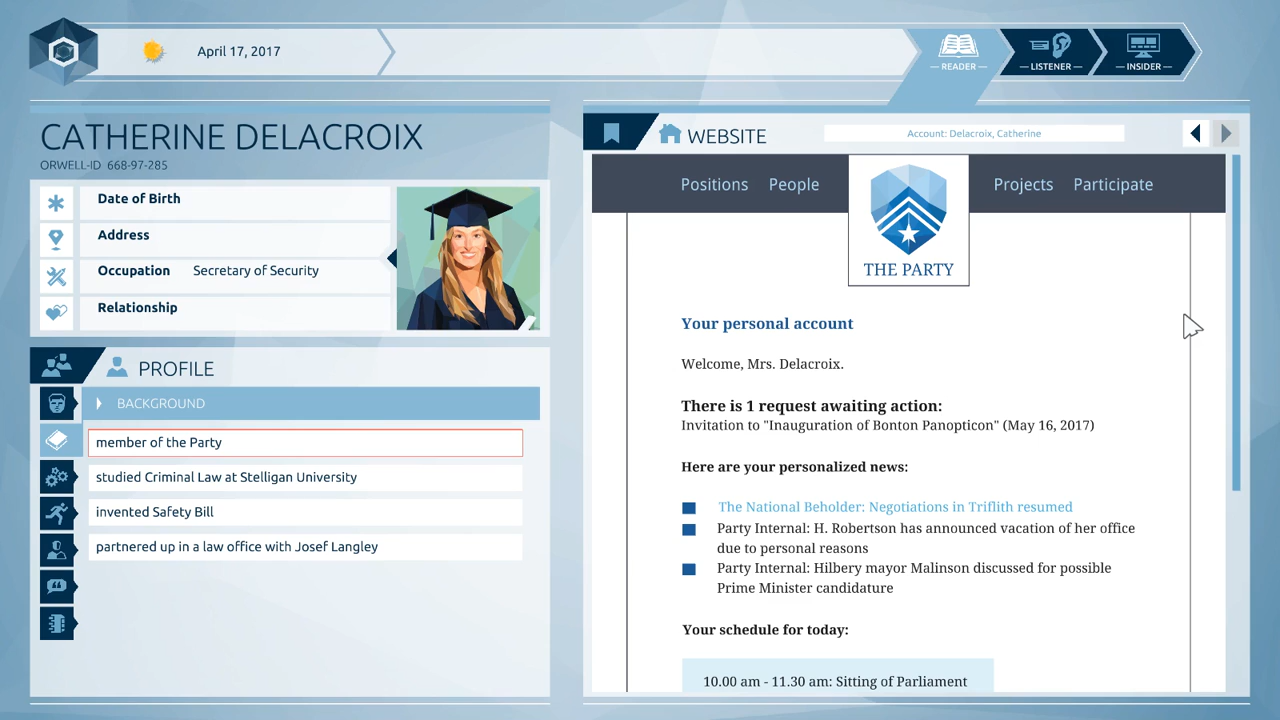 April 17, 2017
— READER —
— LISTENER —
— INSIDER —
CATHERINE DELACROIX
ORWELL-ID 668-97-285
Date of Birth
Address
Occupation Secretary of Security
Relationship
PROFILE
BACKGROUND
member of the Party
studied Criminal Law at Stelligan University
invented Safety Bill
partnered up in a law office with Josef Langley
WEBSITE
Account: Delacroix, Catherine
Positions People Projects Participate
THE PARTY
Your personal account
Welcome, Mrs. Delacroix.
There is 1 request awaiting action:
Invitation to "Inauguration of Bonton Panopticon" (May 16, 2017)
Here are your personalized news:
The National Beholder: Negotiations in Triflith resumed
Party Internal: H. Robertson has announced vacation of her office
due to personal reasons
Party Internal: Hilbery mayor Malinson discussed for possible
Prime Minister candidature
Your schedule for today:
10.00 am - 11.30 am: Sitting of Parliament